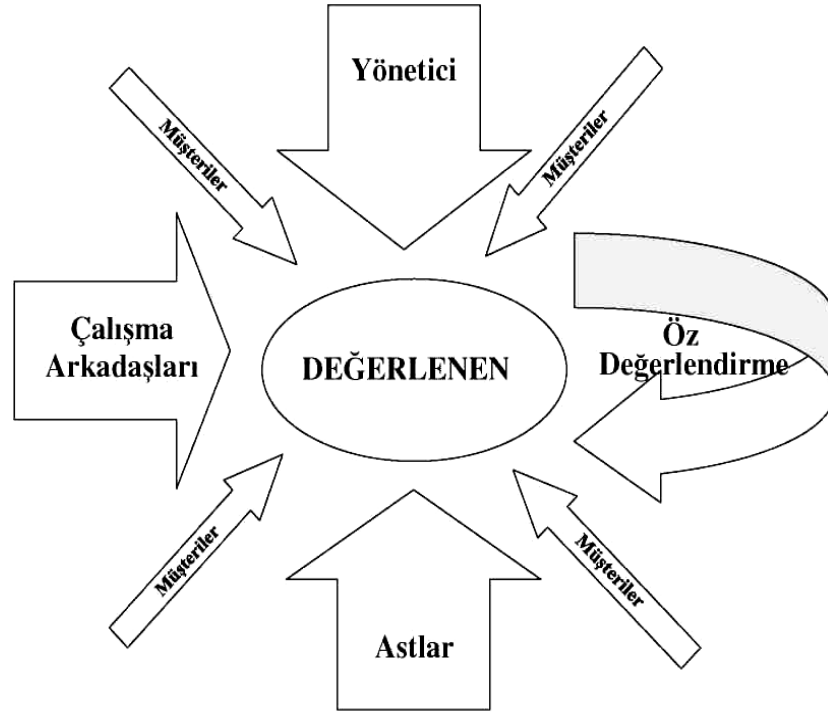 Yönetici
Müşteriler
Müşteriler
Çalışma
Arkadaşları
DEĞERLENEN
Öz
Değerlendirme
Müşteriler
Müşteriler
Astlar